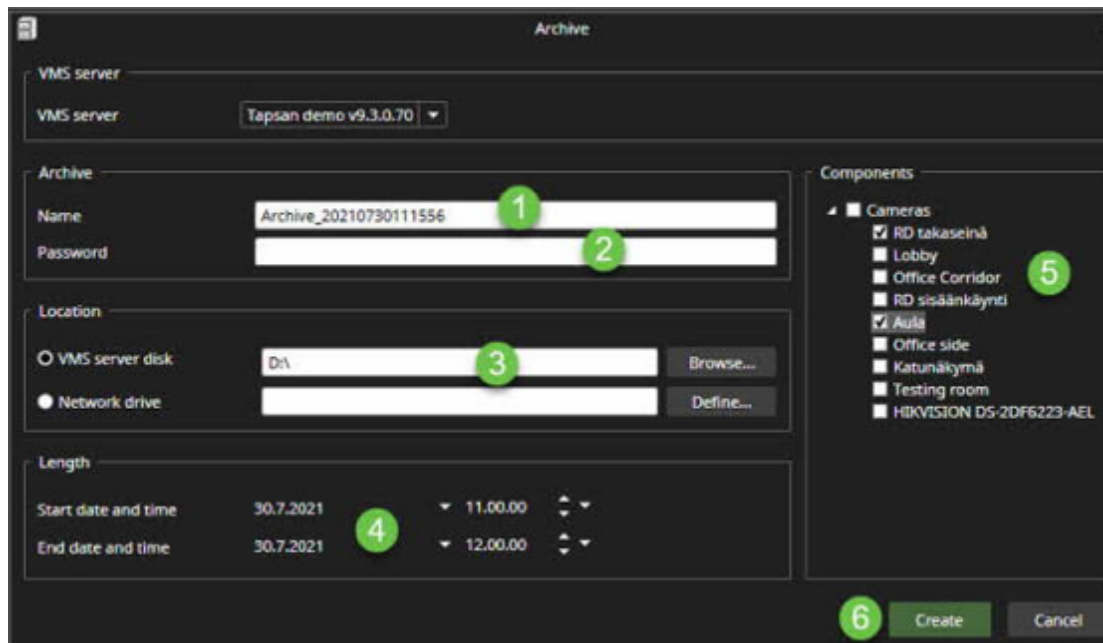 Archive
VMS server
VMS server Tapsan demo v9.3.0.70
Archive
Name Archive_20210730111556 1
Password 2
Location
VMS server disk D:\ 3 Browse...
Network drive Define...
Length
Start date and time 30.7.2021 11.00.00
4
End date and time 30.7.2021 12.00.00
Components
Cameras
RD takaseinä
Lobby
Office Corridor 5
RD sisäänkäynti
Aula
Office side
Katunäkymä
Testing room
HIKVISION DS-2DF6223-AEL
6 Create Cancel